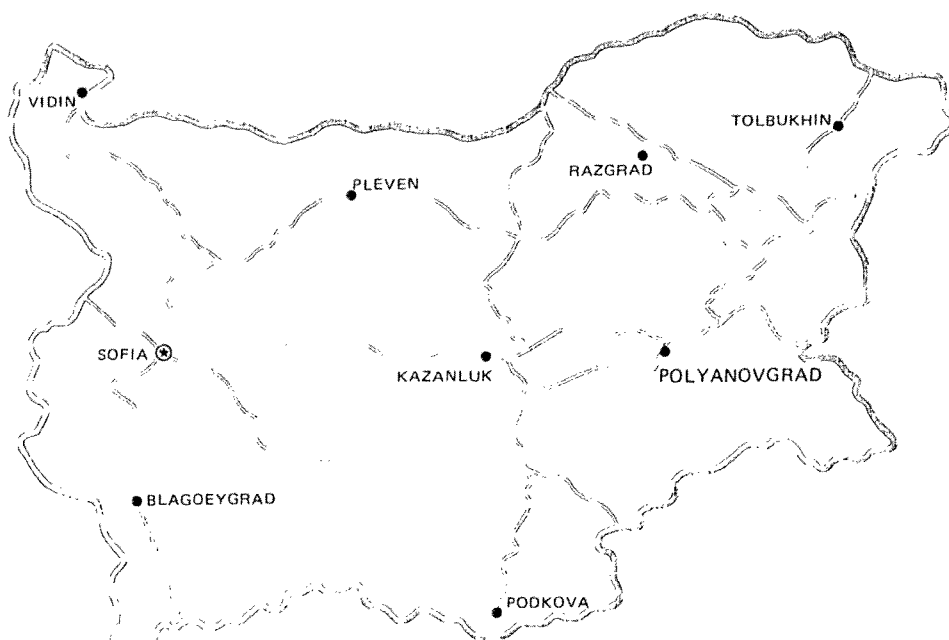 VIDIN
TOLBUKHIN
RAZGRAD
PLEVEN
SOFIA
KAZANLUK
POLYANOVGRAD
BLAGOEYGRAD
PODKOVA